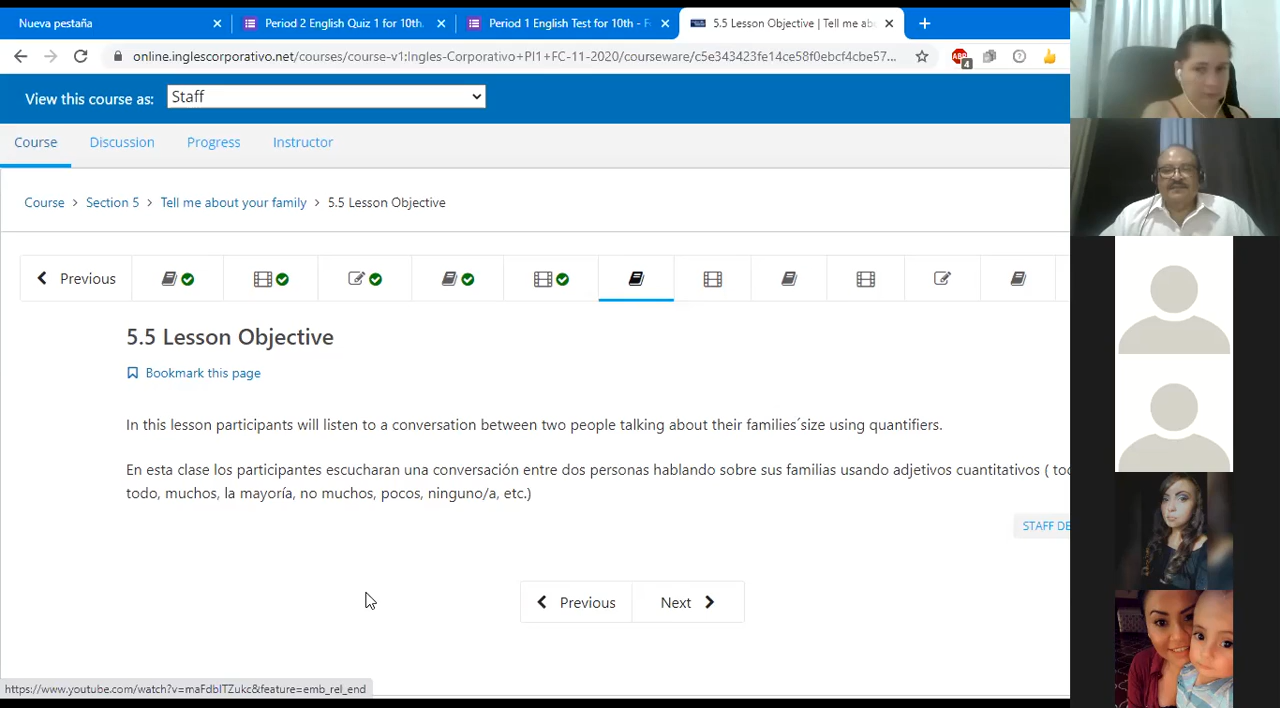 Nueva pestaña
Period 2 English Quiz 1 for 10th.
Period 1 English Test for 10th - F
5.5 Lesson Objective | Tell me ab
online.inglescorporativo.net/courses/course-v1:Ingles-Corporativo+PI1+FC-11-2020/courseware/c5e343423fe14ce58f0ebcf4cbe57...
ABP
4
View this course as:
Staff
Course
Discussion
Progress
Instructor
Course > Section 5 > Tell me about your family > 5.5 Lesson Objective
Previous
5.5 Lesson Objective
Bookmark this page
In this lesson participants will listen to a conversation between two people talking about their families´size using quantifiers.
En esta clase los participantes escucharan una conversación entre dos personas hablando sobre sus familias usando adjetivos cuantitativos (
todo, muchos, la mayoría, no muchos, pocos, ninguno/a, etc.)
STAFF DE
Previous
Next
https://www.youtube.com/watch?v=maFdbITZukc&feature=emb_rel_end